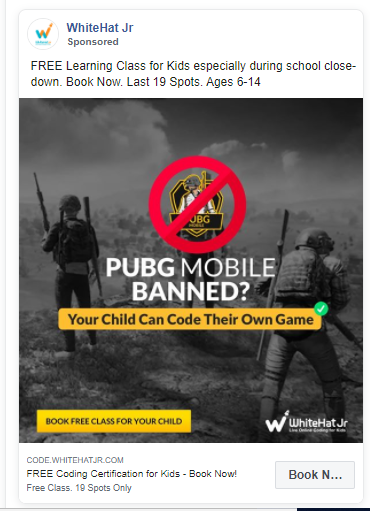 WhiteHat Jr
Sponsored
FREE Learning Class for Kids especially during school close-
down. Book Now. Last 19 Spots. Ages 6-14
PUBG
MOBILE
PUBG MOBILE
BANNED?
Your Child Can Code Their Own Game
BOOK FREE CLASS FOR YOUR CHILD
WhiteHat Jr
Live Online Coding for Kids
CODE.WHITEHATJR.COM
FREE Coding Certification for Kids - Book Now!
Free Class. 19 Spots Only
Book N...